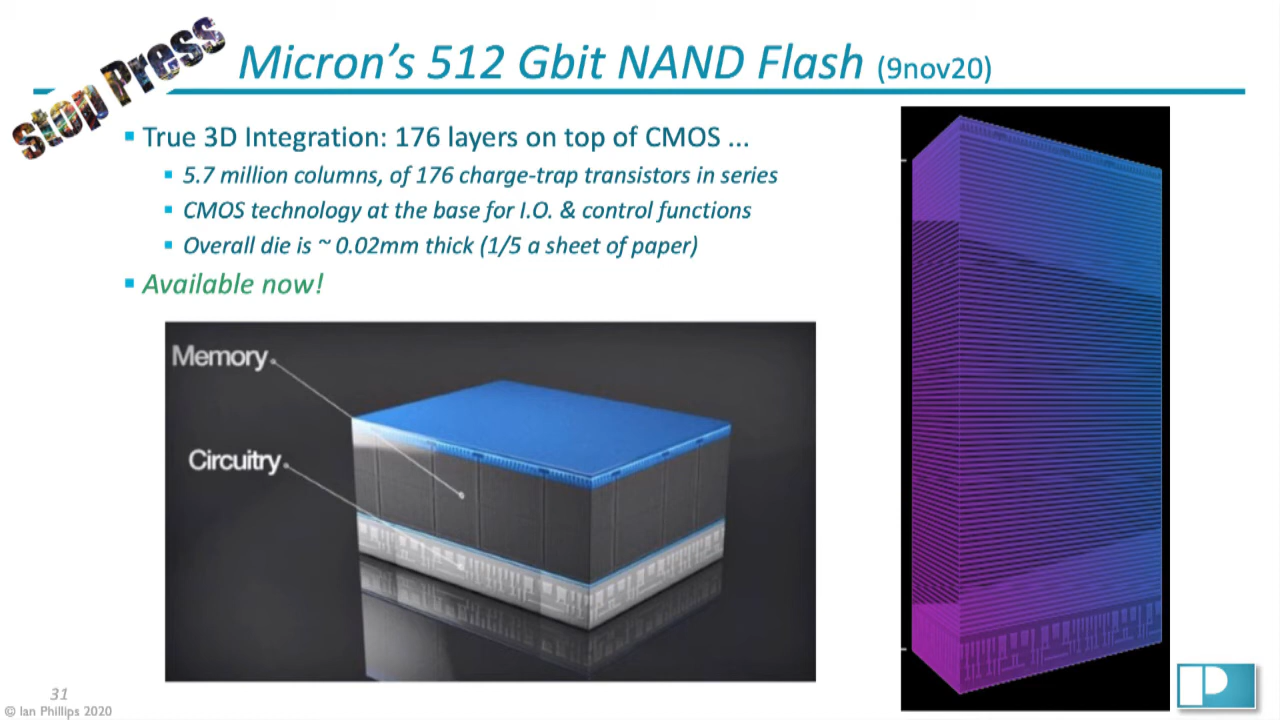 stop Press
Micron's 512 Gbit NAND Flash (9nov20)
True 3D Integration: 176 layers on top of CMOS ...
5.7 million columns, of 176 charge-trap transistors in series
CMOS technology at the base for I.O. & control functions
Overall die is ~ 0.02mm thick (1/5 a sheet of paper)
Available now!
Memory
Circuitry
31
© Ian Phillips 2020
P